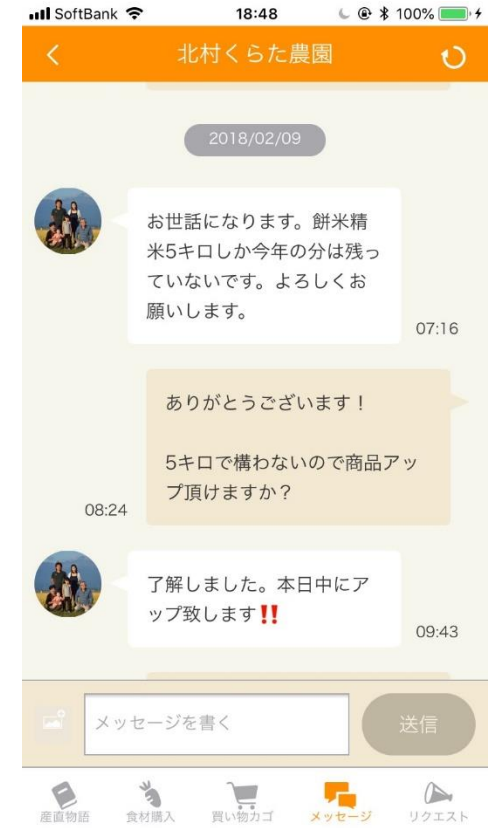 SoftBank 18:48 100%
北村くらた農園
2018/02/09
お世話になります。餅米精
米5キロしか今年の分は残っ
ていないです。よろしくお
願いします。
07:16
ありがとうございます！
5キロで構わないので商品アッ
プ頂けますか？
08:24
了解しました。本日中にア
ップ致します‼️
09:43
メッセージを書く
送信
産直物語 食材購入 買い物カゴ メッセージ リクエスト